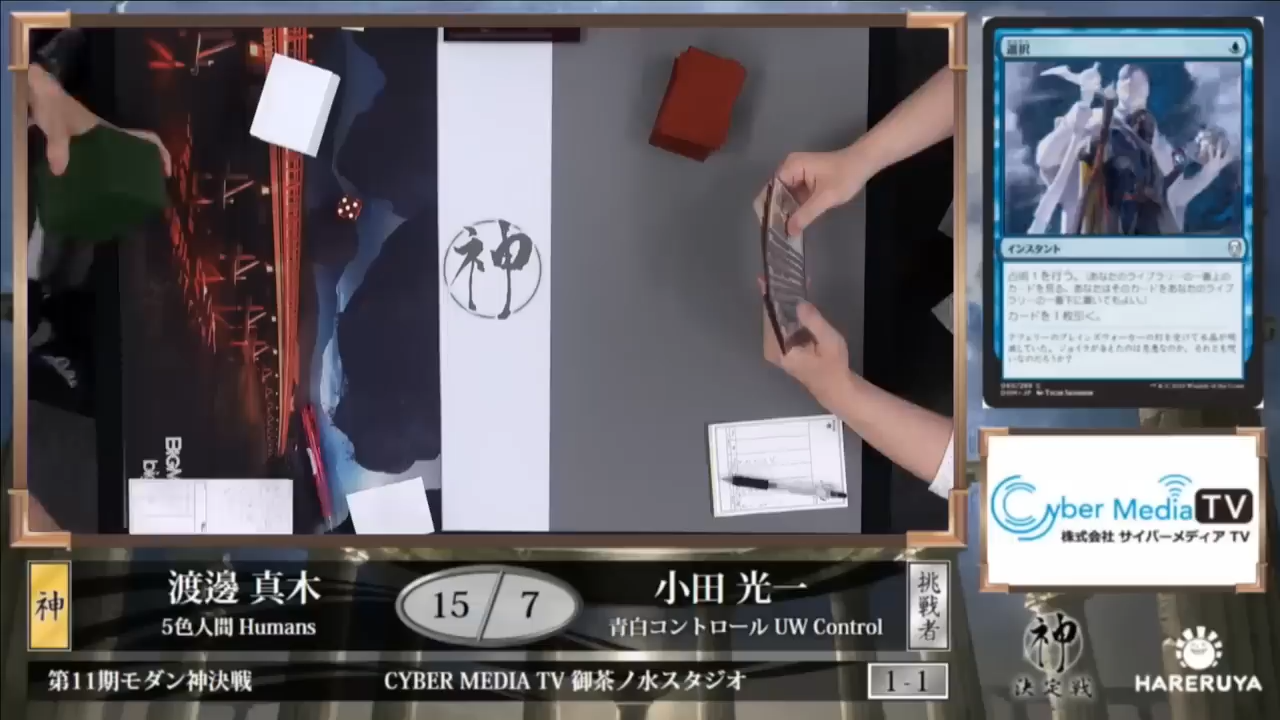 選択
インスタント
占術1を行う。(あなたのライブラリーの一番上の
カードを見る。あなたはそのカードをあなたのライブ
ラリーの一番下に置いてもよい。)
カードを1枚引く。
神
BIGM
Cyber Media TV
株式会社 サイバーメディア TV
神
渡邊 真木
5色人間 Humans
15 / 7
小田 光一
青白コントロール UW Control
挑戦者
第11期モダン神決戦
CYBER MEDIA TV 御茶ノ水スタジオ
1 - 1
神
決定戦
HARERUYA